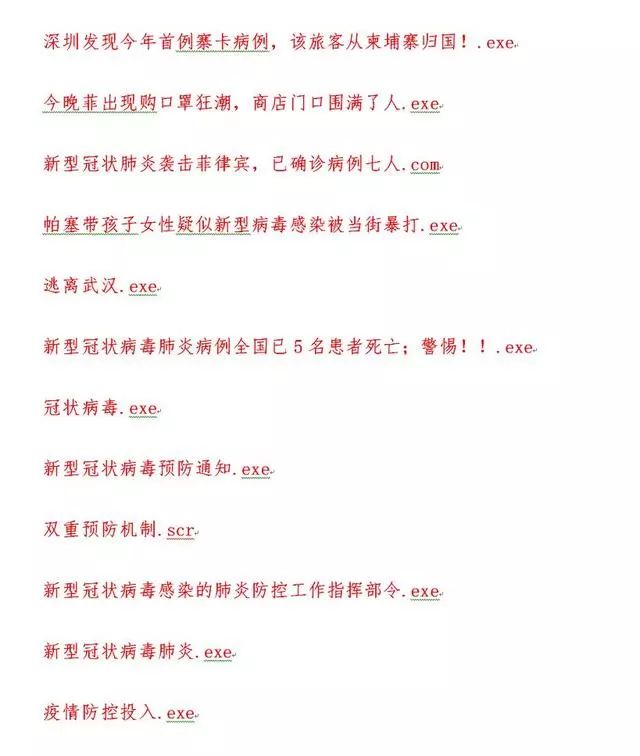 深圳发现今年首例寨卡病例，该旅客从柬埔寨归国！.exe
今晚菲出现购口罩狂潮，商店门口围满了人.exe
新型冠状肺炎袭击菲律宾，已确诊病例七人.com
帕塞带孩子女性疑似新型病毒感染被当街暴打.exe
逃离武汉.exe
新型冠状病毒肺炎病例全国已5名患者死亡；警惕！！.exe
冠状病毒.exe
新型冠状病毒预防通知.exe
双重预防机制.scr
新型冠状病毒感染的肺炎防控工作指挥部令.exe
新型冠状病毒肺炎.exe
疫情防控投入.exe